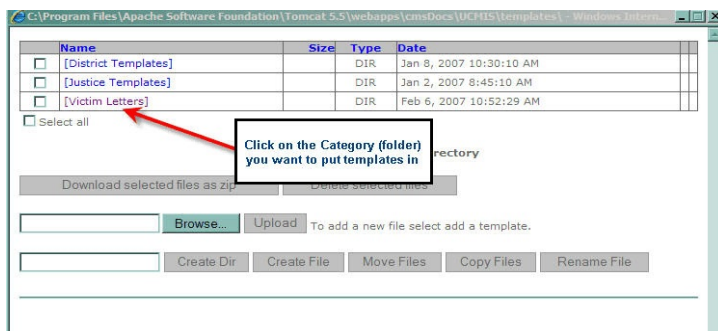 C:\Program Files\Apache Software Foundation\Tomcat 5.5\webapps\cmsDocs\UCMIS\templates\ - Windows Intern...
Name Size Type Date
[District Templates] DIR Jan 8, 2007 10:30:10 AM
[Justice Templates] DIR Jan 2, 2007 8:45:10 AM
[Victim Letters] DIR Feb 6, 2007 10:52:29 AM
Select all
Click on the Category (folder)
you want to put templates in
rectory
Download selected files as zip Delete selected files
Browse... Upload To add a new file select add a template.
Create Dir Create File Move Files Copy Files Rename File